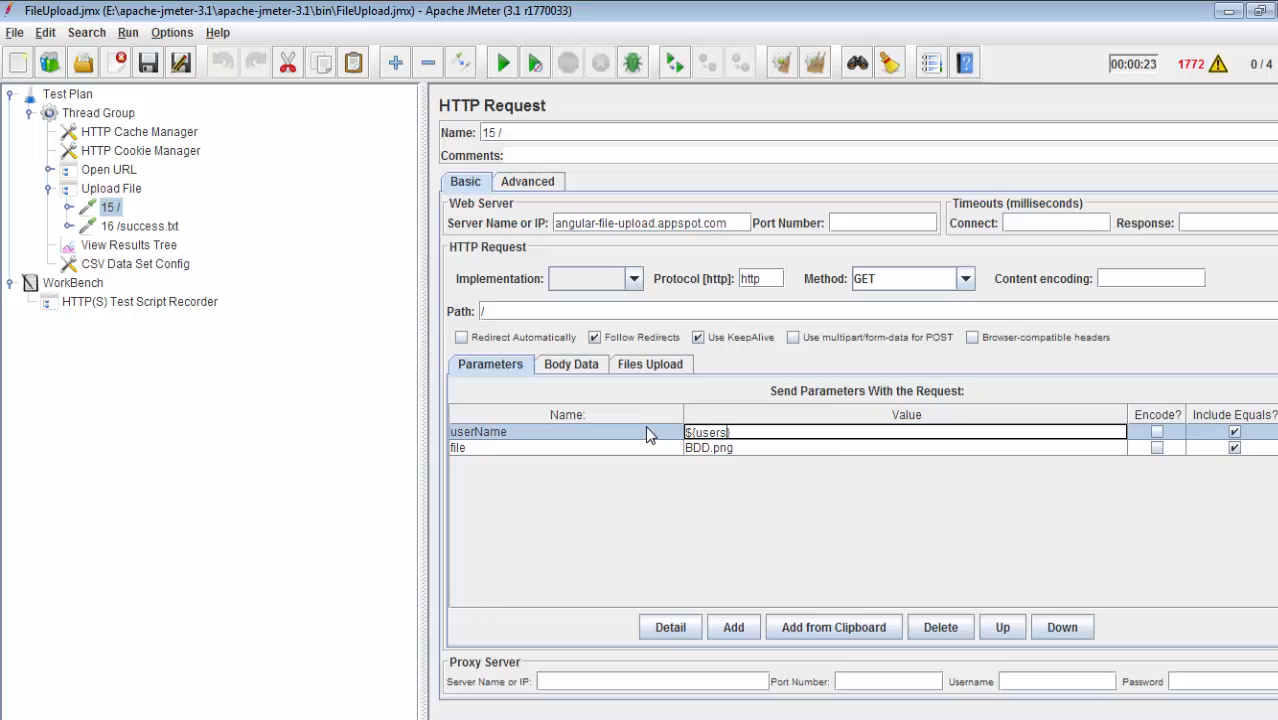 FileUpload.jmx (E:\apache-jmeter-3.1\apache-jmeter-3.1\bin\FileUpload.jmx) - Apache JMeter (3.1 r1770033)
File Edit Search Run Options Help
00:00:23 1772 0 / 4
Test Plan
Thread Group
HTTP Cache Manager
HTTP Cookie Manager
Open URL
Upload File
15 /
16 /success.txt
View Results Tree
CSV Data Set Config
WorkBench
HTTP(S) Test Script Recorder
HTTP Request
Name: 15 /
Comments:
Basic Advanced
Web Server Timeouts (milliseconds)
Server Name or IP: angular-file-upload.appspot.com Port Number: Connect: Response:
HTTP Request
Implementation: Protocol [http]: http Method: GET Content encoding:
Path: /
Redirect Automatically Follow Redirects Use KeepAlive Use multipart/form-data for POST Browser-compatible headers
Parameters Body Data Files Upload
Send Parameters With the Request:
Name: Value Encode? Include Equals?
userName ${users}
file BDD.png
Detail Add Add from Clipboard Delete Up Down
Proxy Server
Server Name or IP: Port Number: Username Password